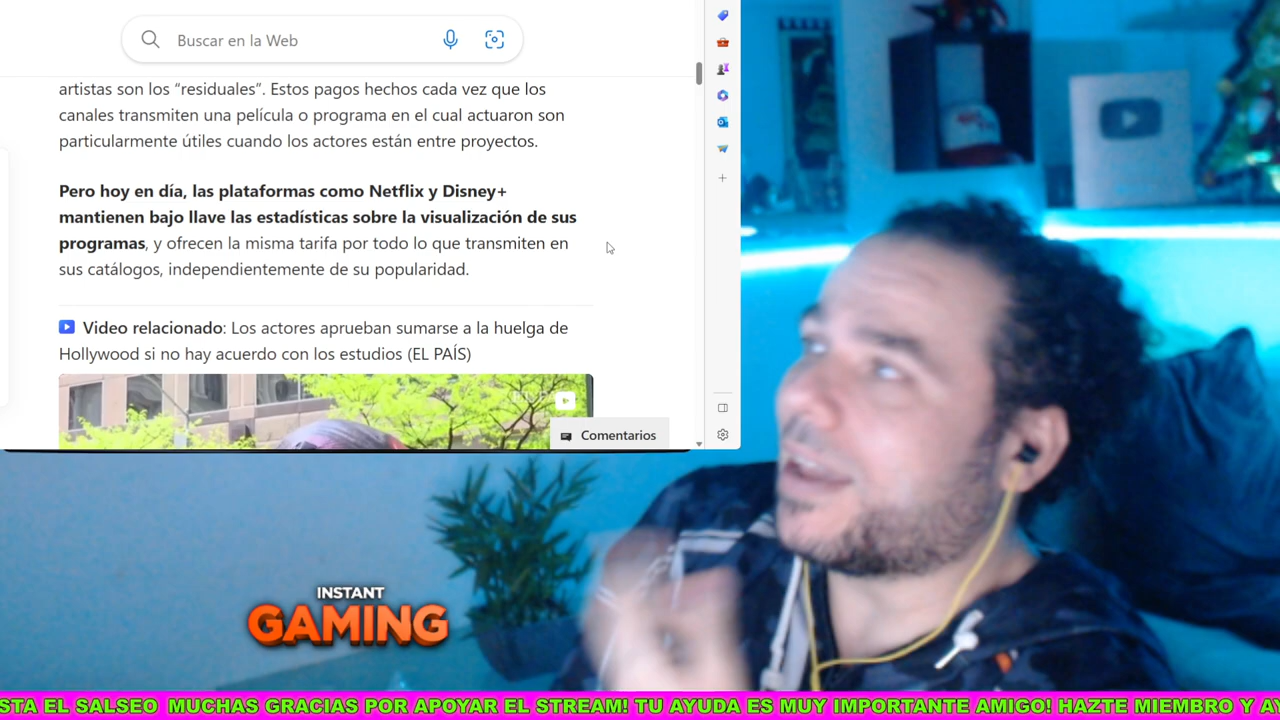 Buscar en la Web
artistas son los “residuales”. Estos pagos hechos cada vez que los
canales transmiten una película o programa en el cual actuaron son
particularmente útiles cuando los actores están entre proyectos.
Pero hoy en día, las plataformas como Netflix y Disney+
mantienen bajo llave las estadísticas sobre la visualización de sus
programas, y ofrecen la misma tarifa por todo lo que transmiten en
sus catálogos, independientemente de su popularidad.
Video relacionado: Los actores aprueban sumarse a la huelga de
Hollywood si no hay acuerdo con los estudios (EL PAÍS)
Comentarios
INSTANT
GAMING
STA EL SALSEO MUCHAS GRACIAS POR APOYAR EL STREAM! TU AYUDA ES MUY IMPORTANTE AMIGO! HAZTE MIEMBRO Y AY